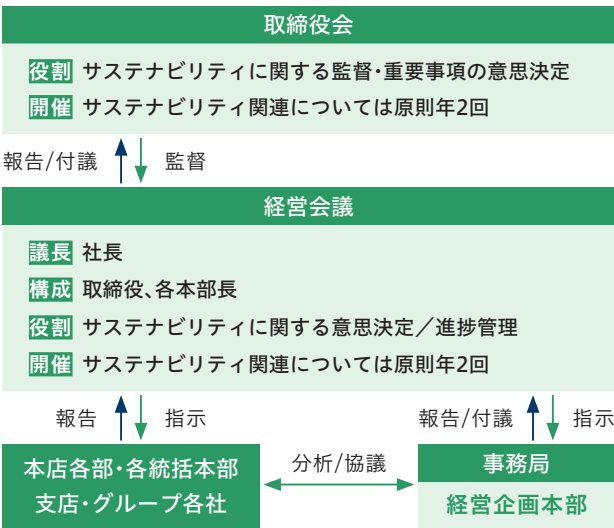 取締役会
役割 サステナビリティに関する監督・重要事項の意思決定
開催 サステナビリティ関連については原則年2回
報告/付議 監督
経営会議
議長 社長
構成 取締役、各本部長
役割 サステナビリティに関する意思決定／進捗管理
開催 サステナビリティ関連については原則年2回
報告 指示 報告/付議 指示
本店各部・各統括本部
支店・グループ各社
分析/協議
事務局
経営企画本部